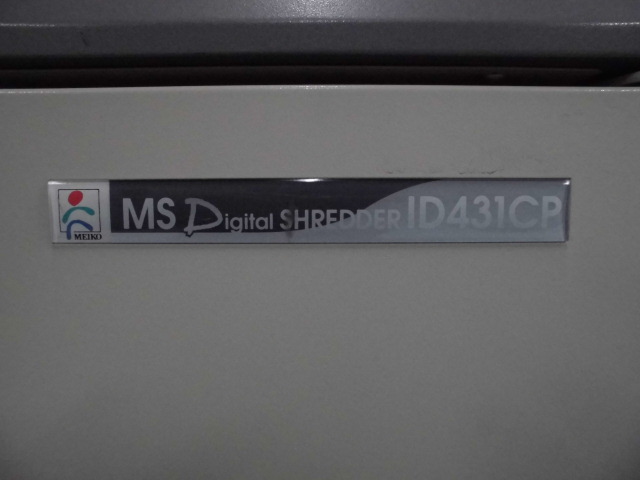 MEIKO
MS Digital SHREDDER ID431CP